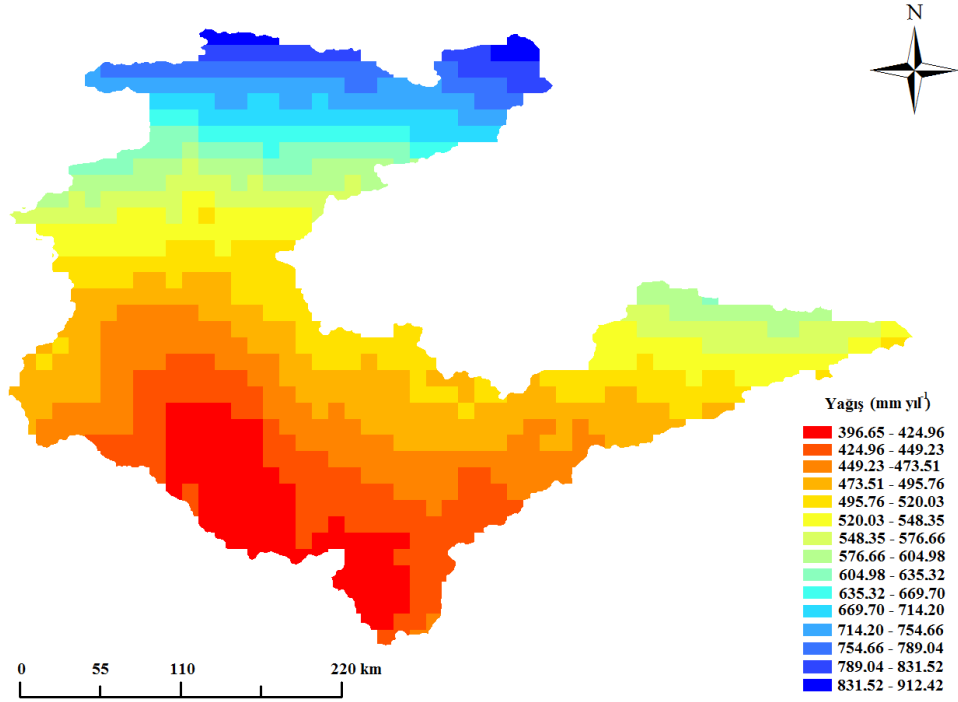 N
Yağış (mm yıl⁻¹)
396.65 - 424.96
424.96 - 449.23
449.23 -473.51
473.51 - 495.76
495.76 - 520.03
520.03 - 548.35
548.35 - 576.66
576.66 - 604.98
604.98 - 635.32
635.32 - 669.70
669.70 - 714.20
714.20 - 754.66
754.66 - 789.04
789.04 - 831.52
831.52 - 912.42
0 55 110 220 km